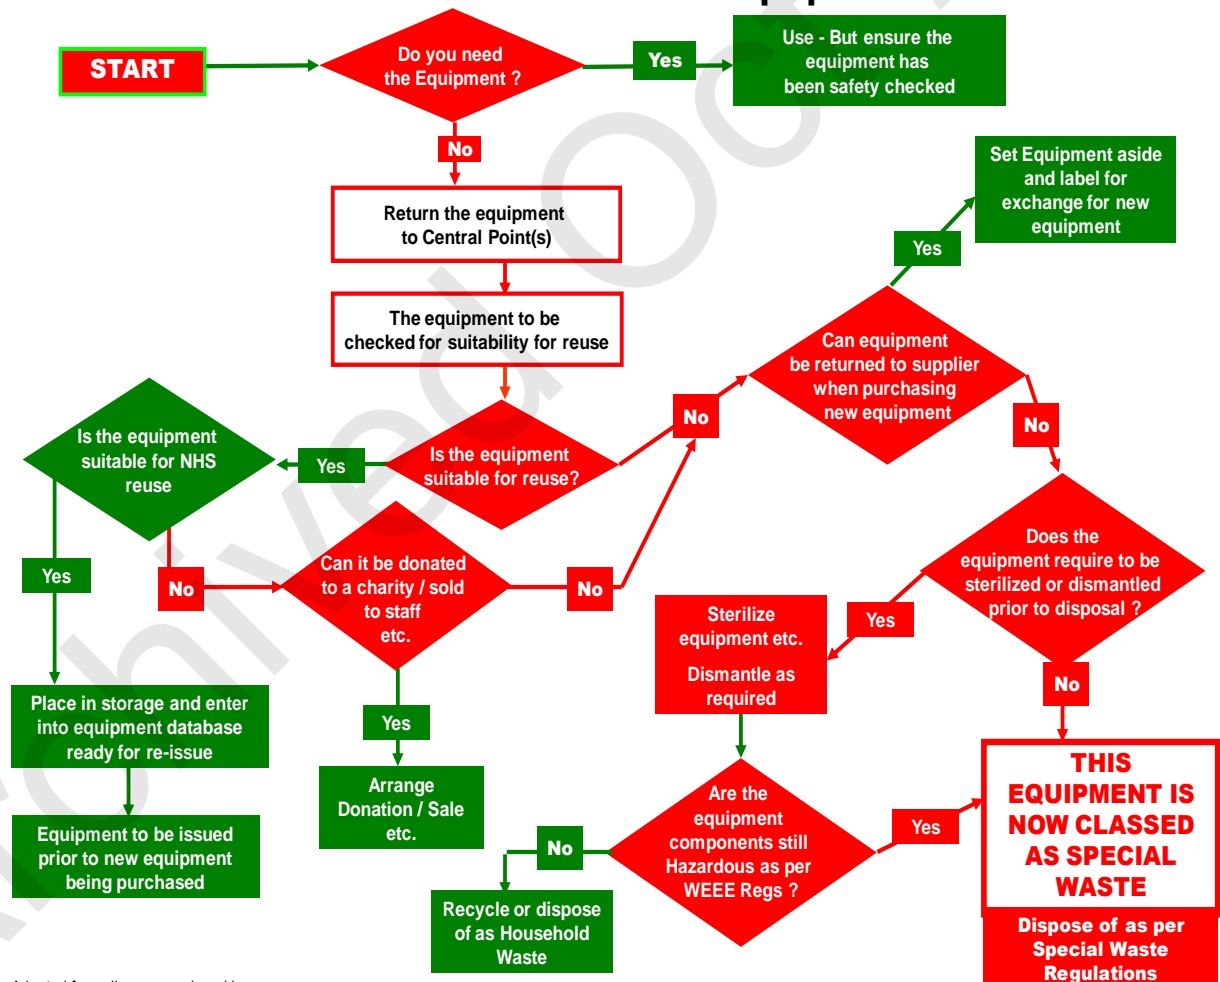 START
Do you need
the Equipment ?
Yes
Use - But ensure the
equipment has
been safety checked
No
Return the equipment
to Central Point(s)
The equipment to be
checked for suitability for reuse
Set Equipment aside
and label for
exchange for new
equipment
Yes
Can equipment
be returned to supplier
when purchasing
new equipment
No
No
Is the equipment
suitable for reuse?
Yes
Is the equipment
suitable for NHS
reuse
Yes
No
Can it be donated
to a charity / sold
to staff
etc.
No
Does the
equipment require to be
sterilized or dismantled
prior to disposal ?
Yes
No
Sterilize
equipment etc.
Dismantle as
required
Place in storage and enter
into equipment database
ready for re-issue
Yes
Arrange
Donation / Sale
etc.
Equipment to be issued
prior to new equipment
being purchased
Are the
equipment
components still
Hazardous as per
WEEE Regs ?
No
Yes
Recycle or dispose
of as Household
Waste
THIS
EQUIPMENT IS
NOW CLASSED
AS SPECIAL
WASTE
Dispose of as per
Special Waste
Regulations
Archived Oct